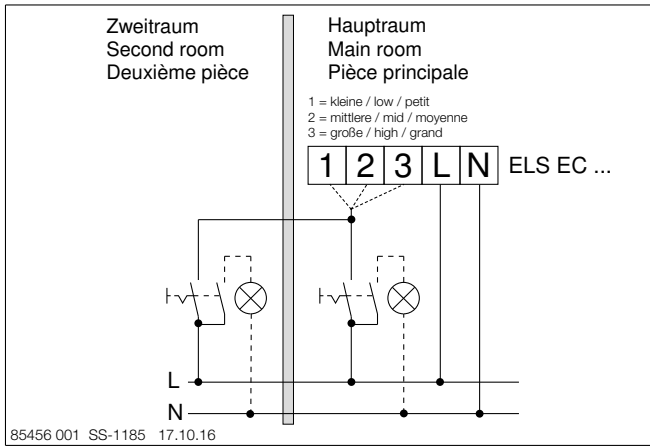 Zweitraum
Second room
Deuxième pièce
Hauptraum
Main room
Pièce principale
1 = kleine / low / petit
2 = mittlere / mid / moyenne
3 = große / high / grand
1 2 3 L N ELS EC ...
L
N
85456 001 SS-1185 17.10.16